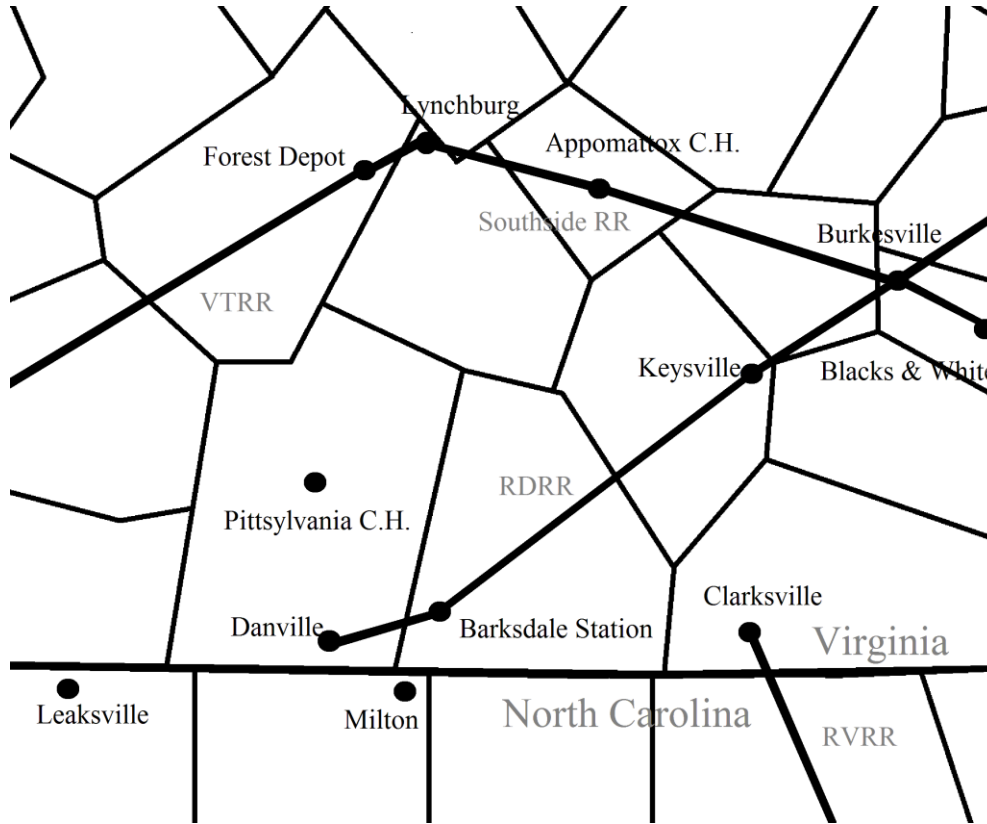 Lynchburg
Forest Depot
Appomattox C.H.
Southside RR
Burkesville
VTRR
Keysville
Blacks & White
RDRR
Pittsylvania C.H.
Clarksville
Danville
Barksdale Station
Virginia
Leaksville
Milton
North Carolina
RVRR